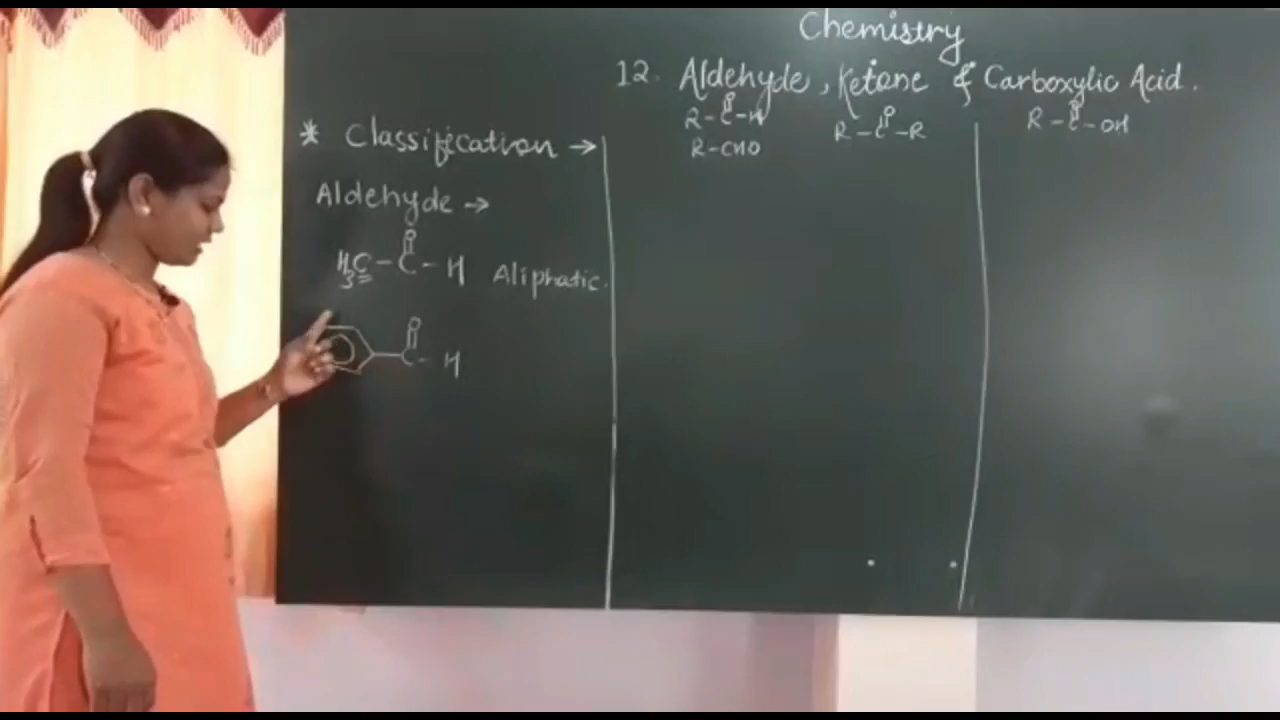 Chemistry
12. Aldehyde, Ketone & Carboxylic Acid.
O O O
R-C-H R-C-R R-C-OH
R-CHO
* Classification →
Aldehyde →
O
H3C-C-H Aliphatic.
O
C-H